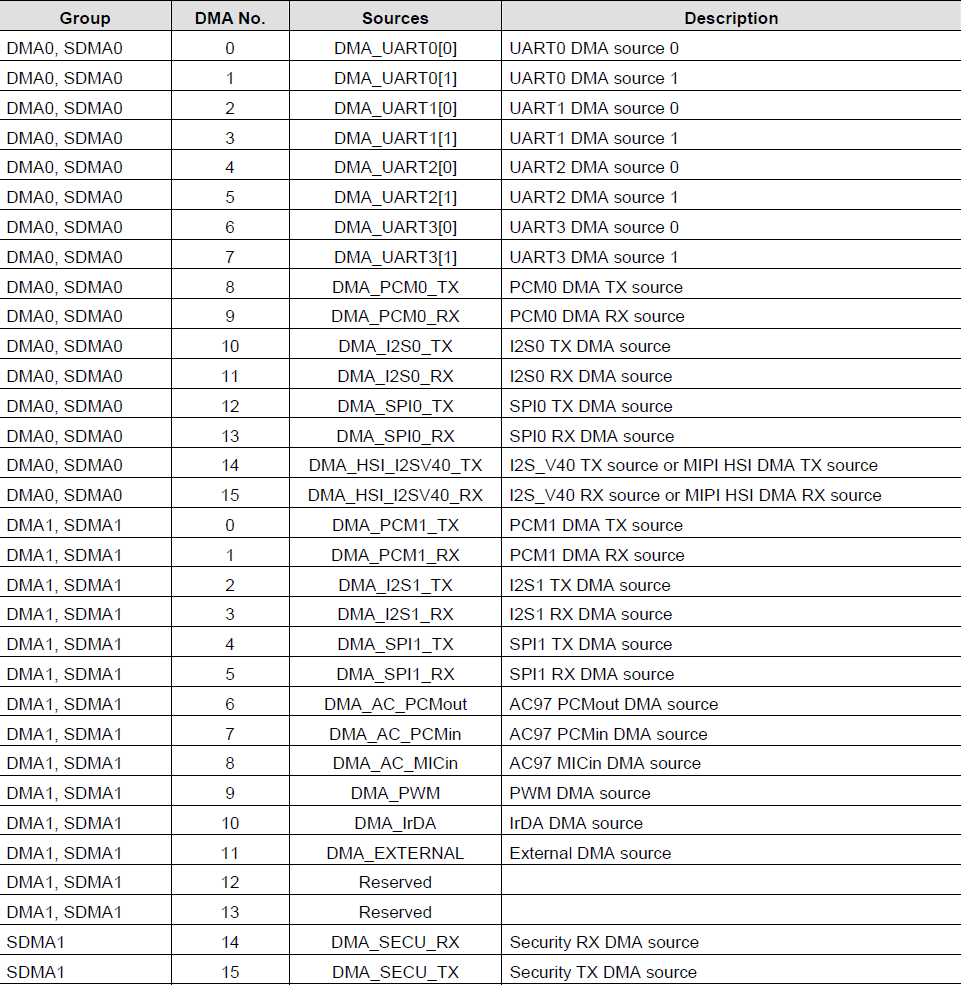 Group DMA No. Sources Description
DMA0, SDMA0 0 DMA_UART0[0] UART0 DMA source 0
DMA0, SDMA0 1 DMA_UART0[1] UART0 DMA source 1
DMA0, SDMA0 2 DMA_UART1[0] UART1 DMA source 0
DMA0, SDMA0 3 DMA_UART1[1] UART1 DMA source 1
DMA0, SDMA0 4 DMA_UART2[0] UART2 DMA source 0
DMA0, SDMA0 5 DMA_UART2[1] UART2 DMA source 1
DMA0, SDMA0 6 DMA_UART3[0] UART3 DMA source 0
DMA0, SDMA0 7 DMA_UART3[1] UART3 DMA source 1
DMA0, SDMA0 8 DMA_PCM0_TX PCM0 DMA TX source
DMA0, SDMA0 9 DMA_PCM0_RX PCM0 DMA RX source
DMA0, SDMA0 10 DMA_I2S0_TX I2S0 TX DMA source
DMA0, SDMA0 11 DMA_I2S0_RX I2S0 RX DMA source
DMA0, SDMA0 12 DMA_SPI0_TX SPI0 TX DMA source
DMA0, SDMA0 13 DMA_SPI0_RX SPI0 RX DMA source
DMA0, SDMA0 14 DMA_HSI_I2SV40_TX I2S_V40 TX source or MIPI HSI DMA TX source
DMA0, SDMA0 15 DMA_HSI_I2SV40_RX I2S_V40 RX source or MIPI HSI DMA RX source
DMA1, SDMA1 0 DMA_PCM1_TX PCM1 DMA TX source
DMA1, SDMA1 1 DMA_PCM1_RX PCM1 DMA RX source
DMA1, SDMA1 2 DMA_I2S1_TX I2S1 TX DMA source
DMA1, SDMA1 3 DMA_I2S1_RX I2S1 RX DMA source
DMA1, SDMA1 4 DMA_SPI1_TX SPI1 TX DMA source
DMA1, SDMA1 5 DMA_SPI1_RX SPI1 RX DMA source
DMA1, SDMA1 6 DMA_AC_PCMout AC97 PCMout DMA source
DMA1, SDMA1 7 DMA_AC_PCMin AC97 PCMin DMA source
DMA1, SDMA1 8 DMA_AC_MICin AC97 MICin DMA source
DMA1, SDMA1 9 DMA_PWM PWM DMA source
DMA1, SDMA1 10 DMA_IrDA IrDA DMA source
DMA1, SDMA1 11 DMA_EXTERNAL External DMA source
DMA1, SDMA1 12 Reserved
DMA1, SDMA1 13 Reserved
SDMA1 14 DMA_SECU_RX Security RX DMA source
SDMA1 15 DMA_SECU_TX Security TX DMA source